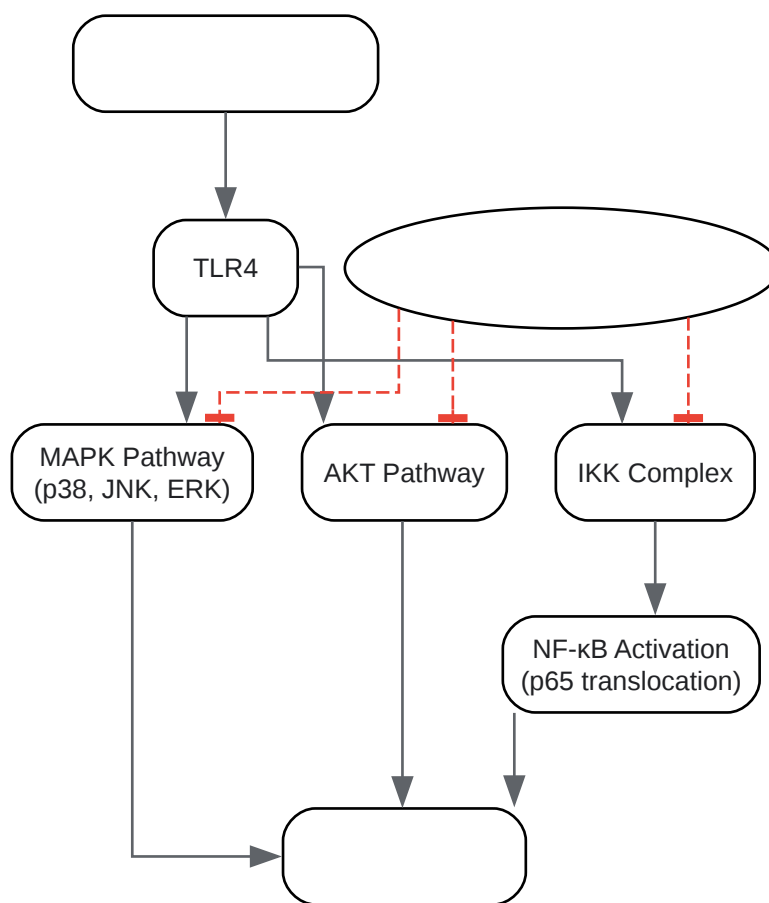 TLR4
MAPK Pathway
(p38, JNK, ERK)
AKT Pathway
IKK Complex
NF-κB Activation
(p65 translocation)